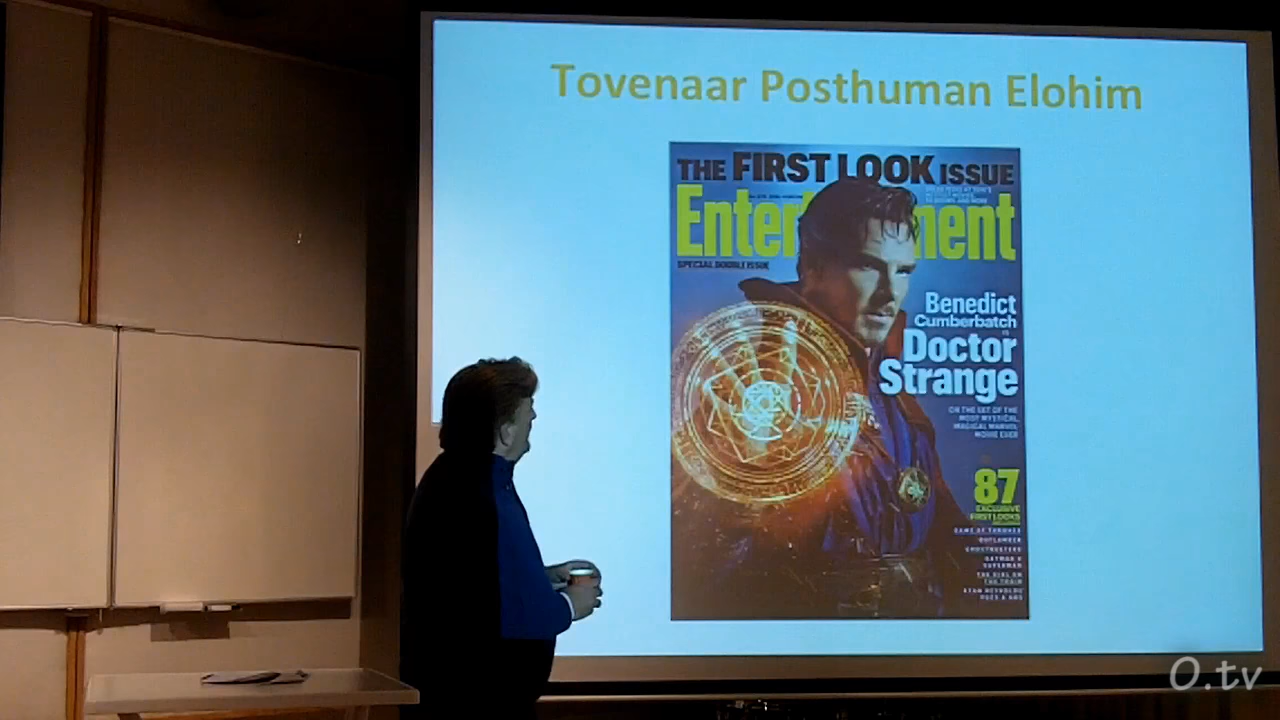 Tovenaar Posthuman Elohim
THE FIRST LOOK ISSUE
Enter ment
SPECIAL DOUBLE ISSUE
Benedict
Cumberbatch
IS
Doctor
Strange
ON THE SET OF THE
MOST MYSTICAL,
MAGICAL MARVEL
MOVIE EVER
87
EXCLUSIVE
FIRST LOOKS
GAME OF THRONES
OUTLANDER
GHOSTBUSTERS
BATMAN V
SUPERMAN
THE GIRL ON
THE TRAIN
O.tv